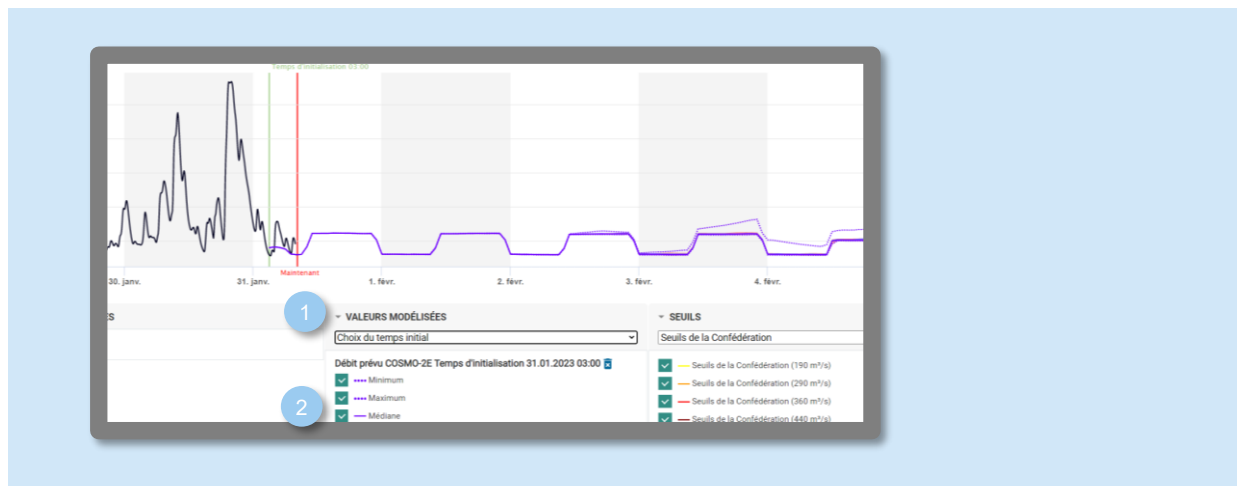 Temps d'initialisation 03:00
Maintenant
30. janv. 31. janv. 1. févr. 2. févr. 3. févr. 4. févr.
1
ES VALEURS MODÉLISÉES SEUILS
Choix du temps initial Seuils de la Confédération
Débit prévu COSMO-2E Temps d'initialisation 31.01.2023 03:00
Seuils de la Confédération (190 m³/s)
Minimum
Seuils de la Confédération (290 m³/s)
Maximum
Seuils de la Confédération (360 m³/s)
2
Médiane
Seuils de la Confédération (440 m³/s)